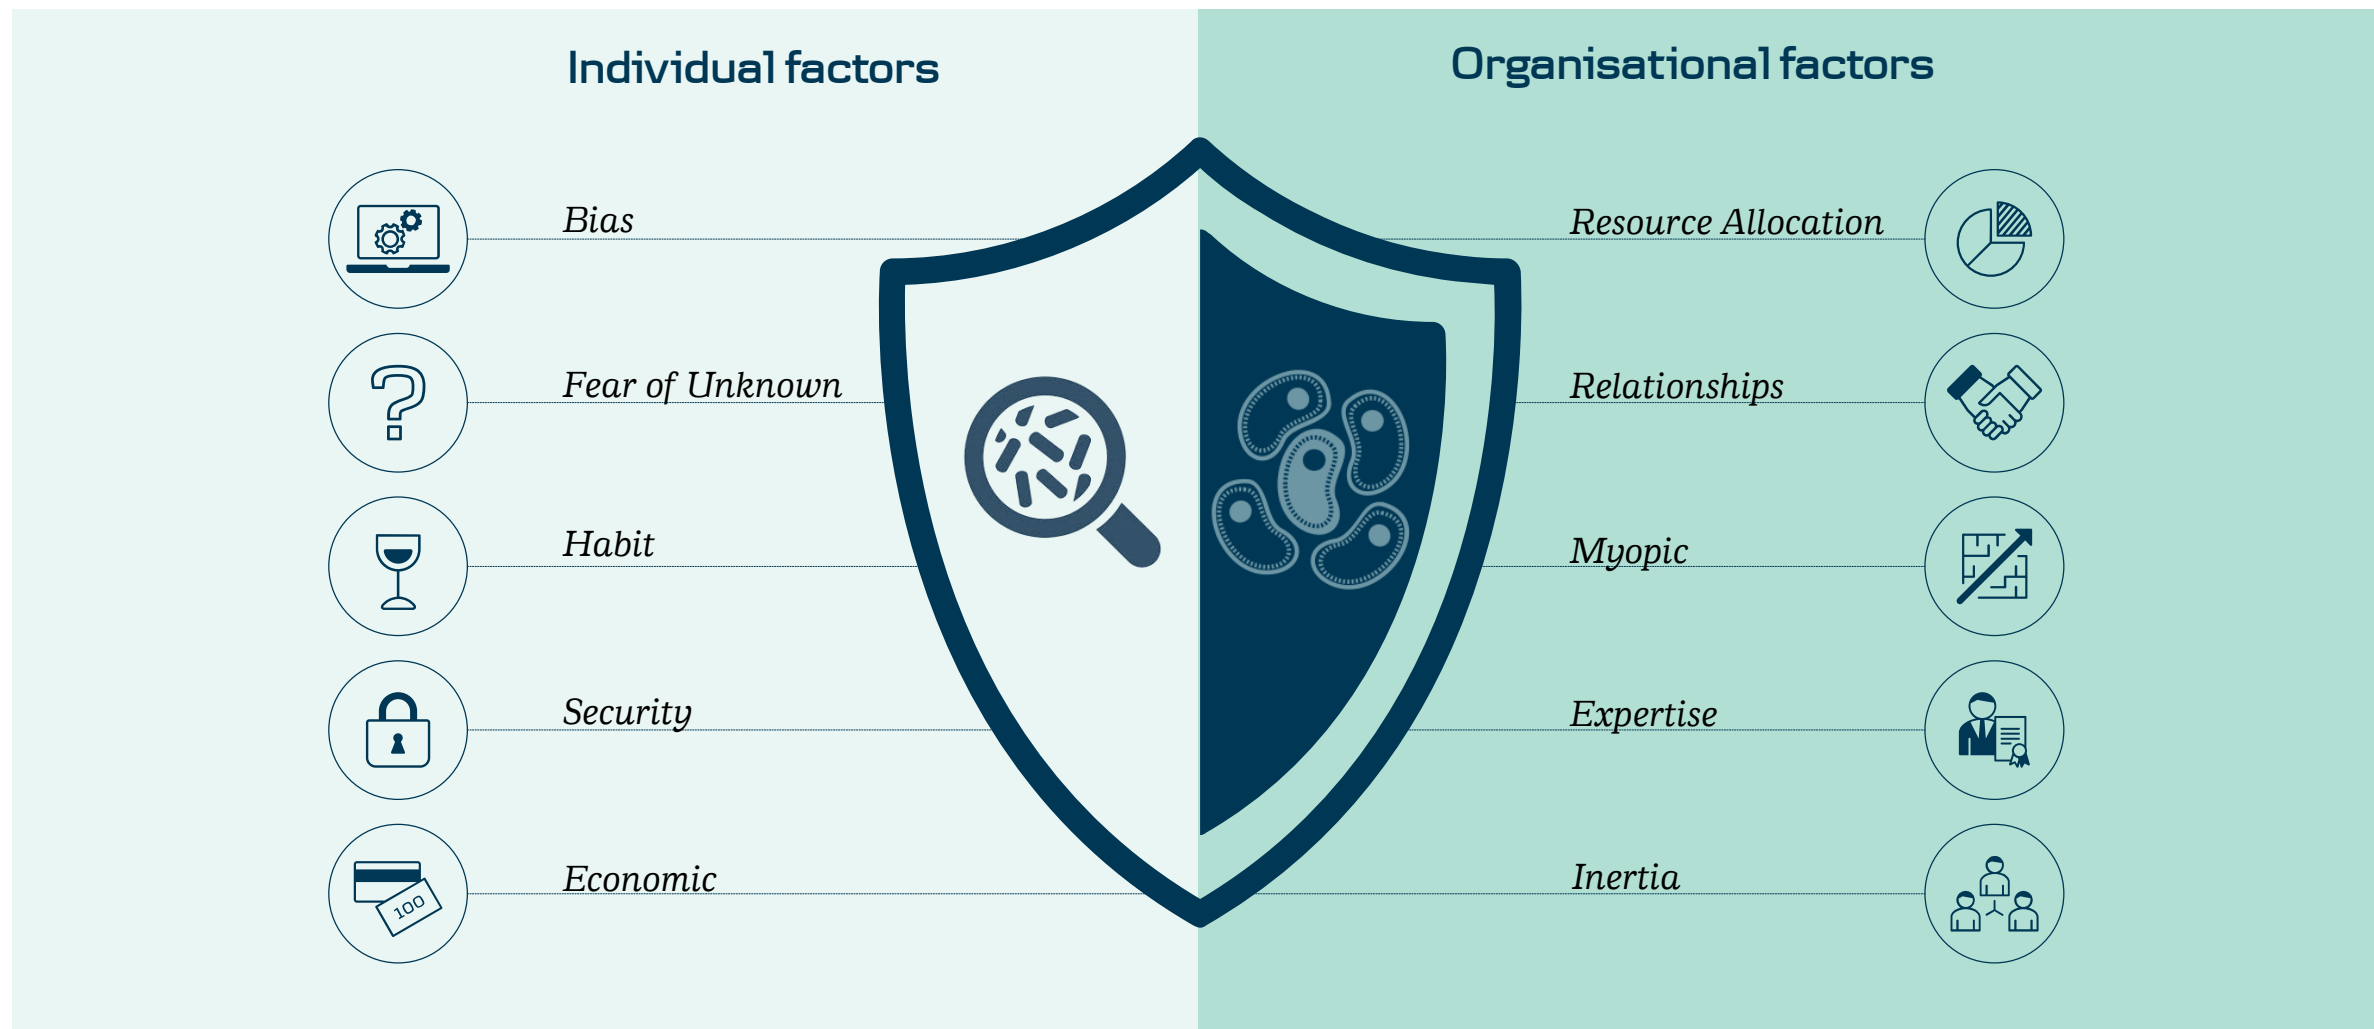 Individual factors
Bias
Fear of Unknown
Habit
Security
Economic
100
Organisational factors
Resource Allocation
Relationships
Myopic
Expertise
Inertia